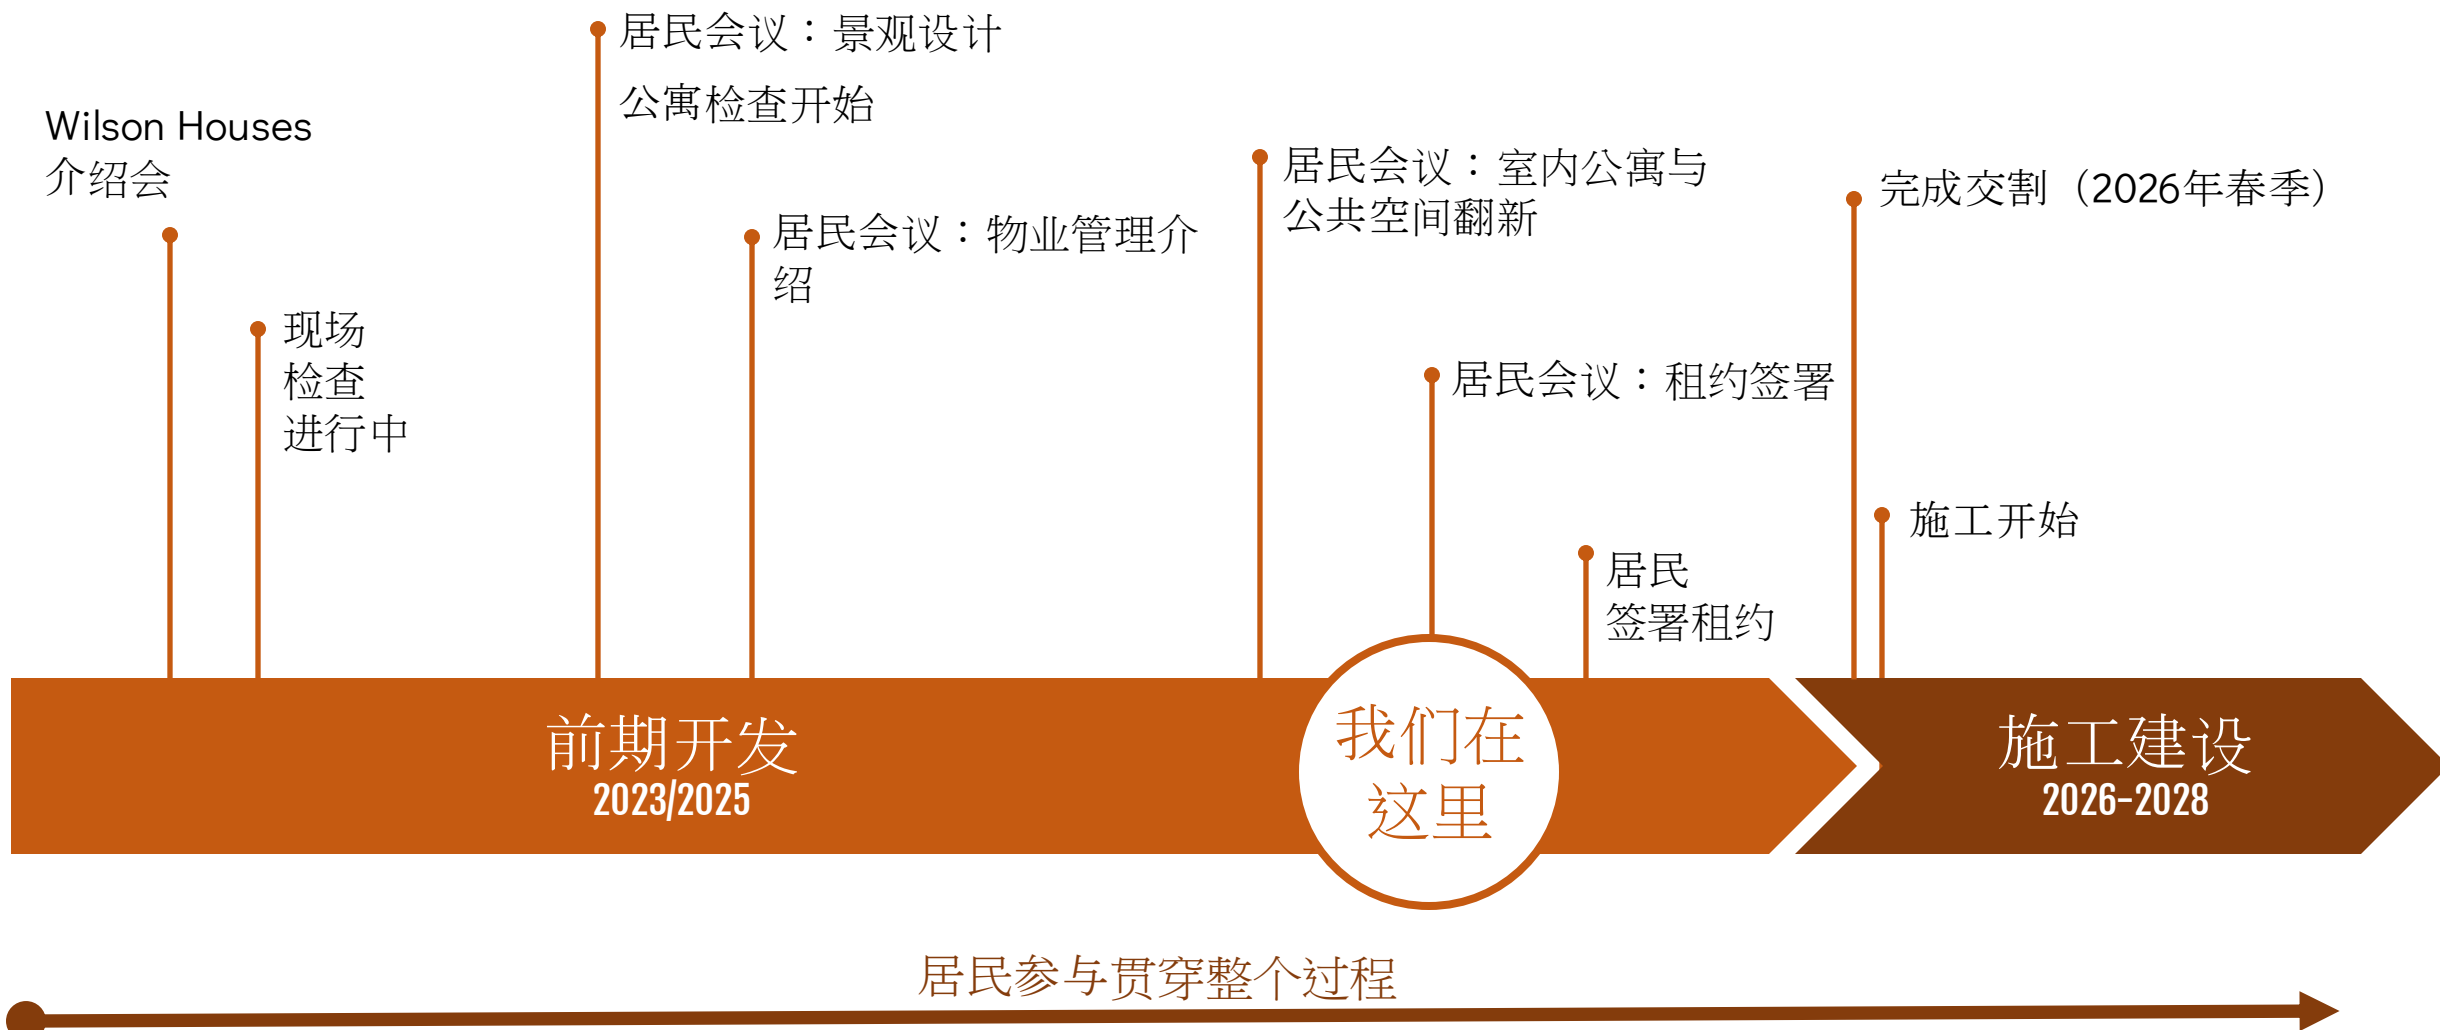 居民会议：景观设计
公寓检查开始
Wilson Houses
介绍会
居民会议：室内公寓与
公共空间翻新
完成交割（2026年春季）
居民会议：物业管理介
绍
现场
检查
进行中
居民会议：租约签署
施工开始
居民
签署租约
前期开发
2023/2025
我们在
这里
施工建设
2026-2028
居民参与贯穿整个过程